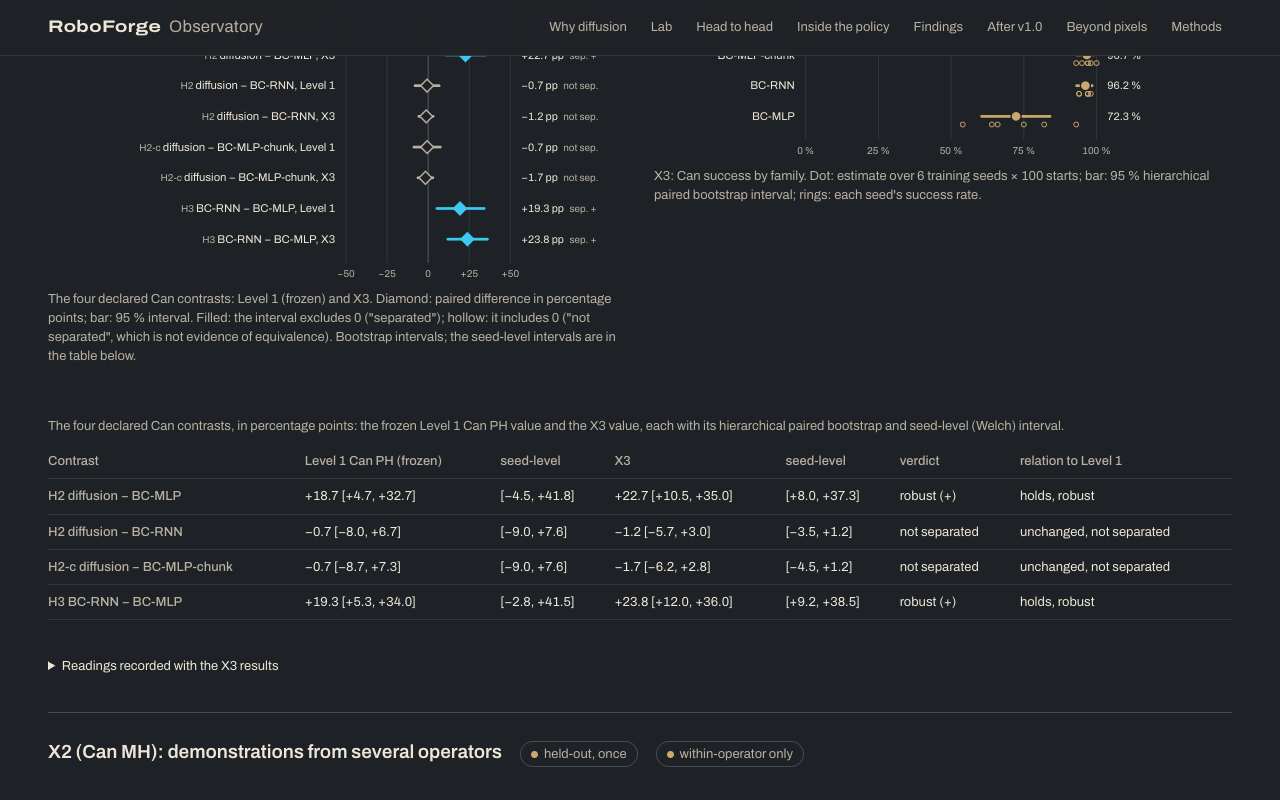 RoboForge Observatory
Why diffusion Lab Head to head Inside the policy Findings After v1.0 Beyond pixels Methods
H2 diffusion − BC-MLP, X3 +22.7 pp sep. +
H2 diffusion − BC-RNN, Level 1 −0.7 pp not sep.
H2 diffusion − BC-RNN, X3 −1.2 pp not sep.
H2-c diffusion − BC-MLP-chunk, Level 1 −0.7 pp not sep.
H2-c diffusion − BC-MLP-chunk, X3 −1.7 pp not sep.
H3 BC-RNN − BC-MLP, Level 1 +19.3 pp sep. +
H3 BC-RNN − BC-MLP, X3 +23.8 pp sep. +
−50 −25 0 +25 +50
The four declared Can contrasts: Level 1 (frozen) and X3. Diamond: paired difference in percentage
points; bar: 95 % interval. Filled: the interval excludes 0 ("separated"); hollow: it includes 0 ("not
separated", which is not evidence of equivalence). Bootstrap intervals; the seed-level intervals are in
the table below.
BC-MLP-chunk
BC-RNN 96.2 %
BC-MLP 72.3 %
0 % 25 % 50 % 75 % 100 %
X3: Can success by family. Dot: estimate over 6 training seeds × 100 starts; bar: 95 % hierarchical
paired bootstrap interval; rings: each seed's success rate.
The four declared Can contrasts, in percentage points: the frozen Level 1 Can PH value and the X3 value, each with its hierarchical paired bootstrap and seed-level (Welch) interval.
Contrast Level 1 Can PH (frozen) seed-level X3 seed-level verdict relation to Level 1
H2 diffusion − BC-MLP +18.7 [+4.7, +32.7] [−4.5, +41.8] +22.7 [+10.5, +35.0] [+8.0, +37.3] robust (+) holds, robust
H2 diffusion − BC-RNN −0.7 [−8.0, +6.7] [−9.0, +7.6] −1.2 [−5.7, +3.0] [−3.5, +1.2] not separated unchanged, not separated
H2-c diffusion − BC-MLP-chunk −0.7 [−8.7, +7.3] [−9.0, +7.6] −1.7 [−6.2, +2.8] [−4.5, +1.2] not separated unchanged, not separated
H3 BC-RNN − BC-MLP +19.3 [+5.3, +34.0] [−2.8, +41.5] +23.8 [+12.0, +36.0] [+9.2, +38.5] robust (+) holds, robust
Readings recorded with the X3 results
X2 (Can MH): demonstrations from several operators held-out, once within-operator only